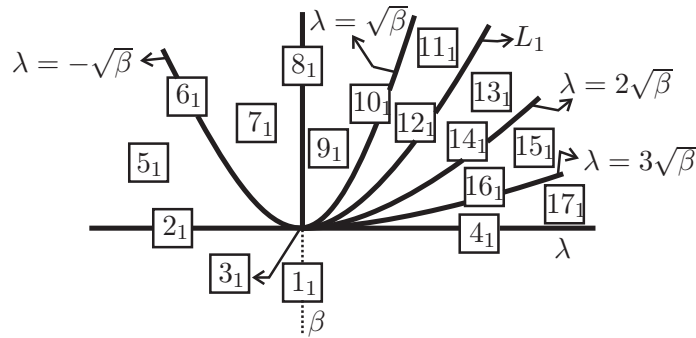 λ = √β
11₁
L₁
λ = −√β
8₁
λ = 2√β
6₁
10₁
13₁
7₁
12₁
9₁
14₁
15₁
λ = 3√β
5₁
16₁
17₁
2₁
4₁
λ
3₁
1₁
β